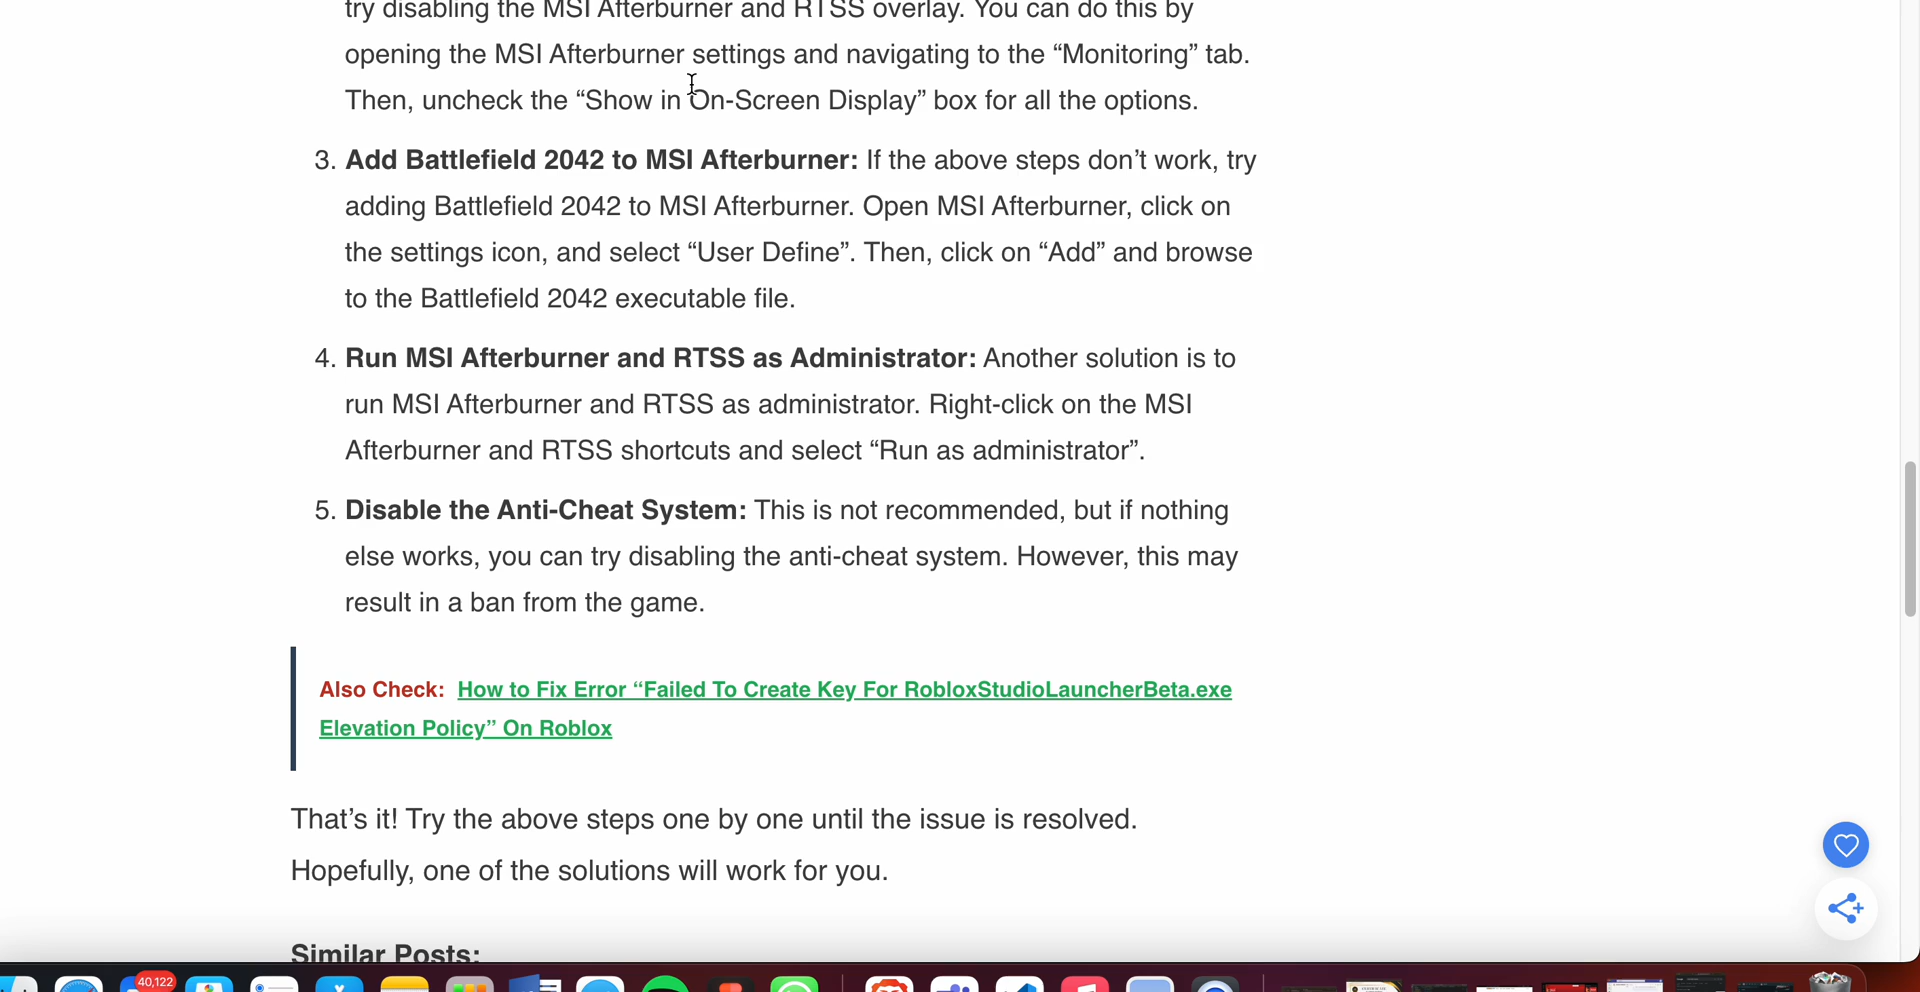 try disabling the MSI Afterburner and RTSS overlay. You can do this by
opening the MSI Afterburner settings and navigating to the “Monitoring” tab.
Then, uncheck the “Show in On-Screen Display” box for all the options.
3. Add Battlefield 2042 to MSI Afterburner: If the above steps don’t work, try
adding Battlefield 2042 to MSI Afterburner. Open MSI Afterburner, click on
the settings icon, and select “User Define”. Then, click on “Add” and browse
to the Battlefield 2042 executable file.
4. Run MSI Afterburner and RTSS as Administrator: Another solution is to
run MSI Afterburner and RTSS as administrator. Right-click on the MSI
Afterburner and RTSS shortcuts and select “Run as administrator”.
5. Disable the Anti-Cheat System: This is not recommended, but if nothing
else works, you can try disabling the anti-cheat system. However, this may
result in a ban from the game.
Also Check: How to Fix Error “Failed To Create Key For RobloxStudioLauncherBeta.exe
Elevation Policy” On Roblox
That’s it! Try the above steps one by one until the issue is resolved.
Hopefully, one of the solutions will work for you.
Similar Posts:
40,122